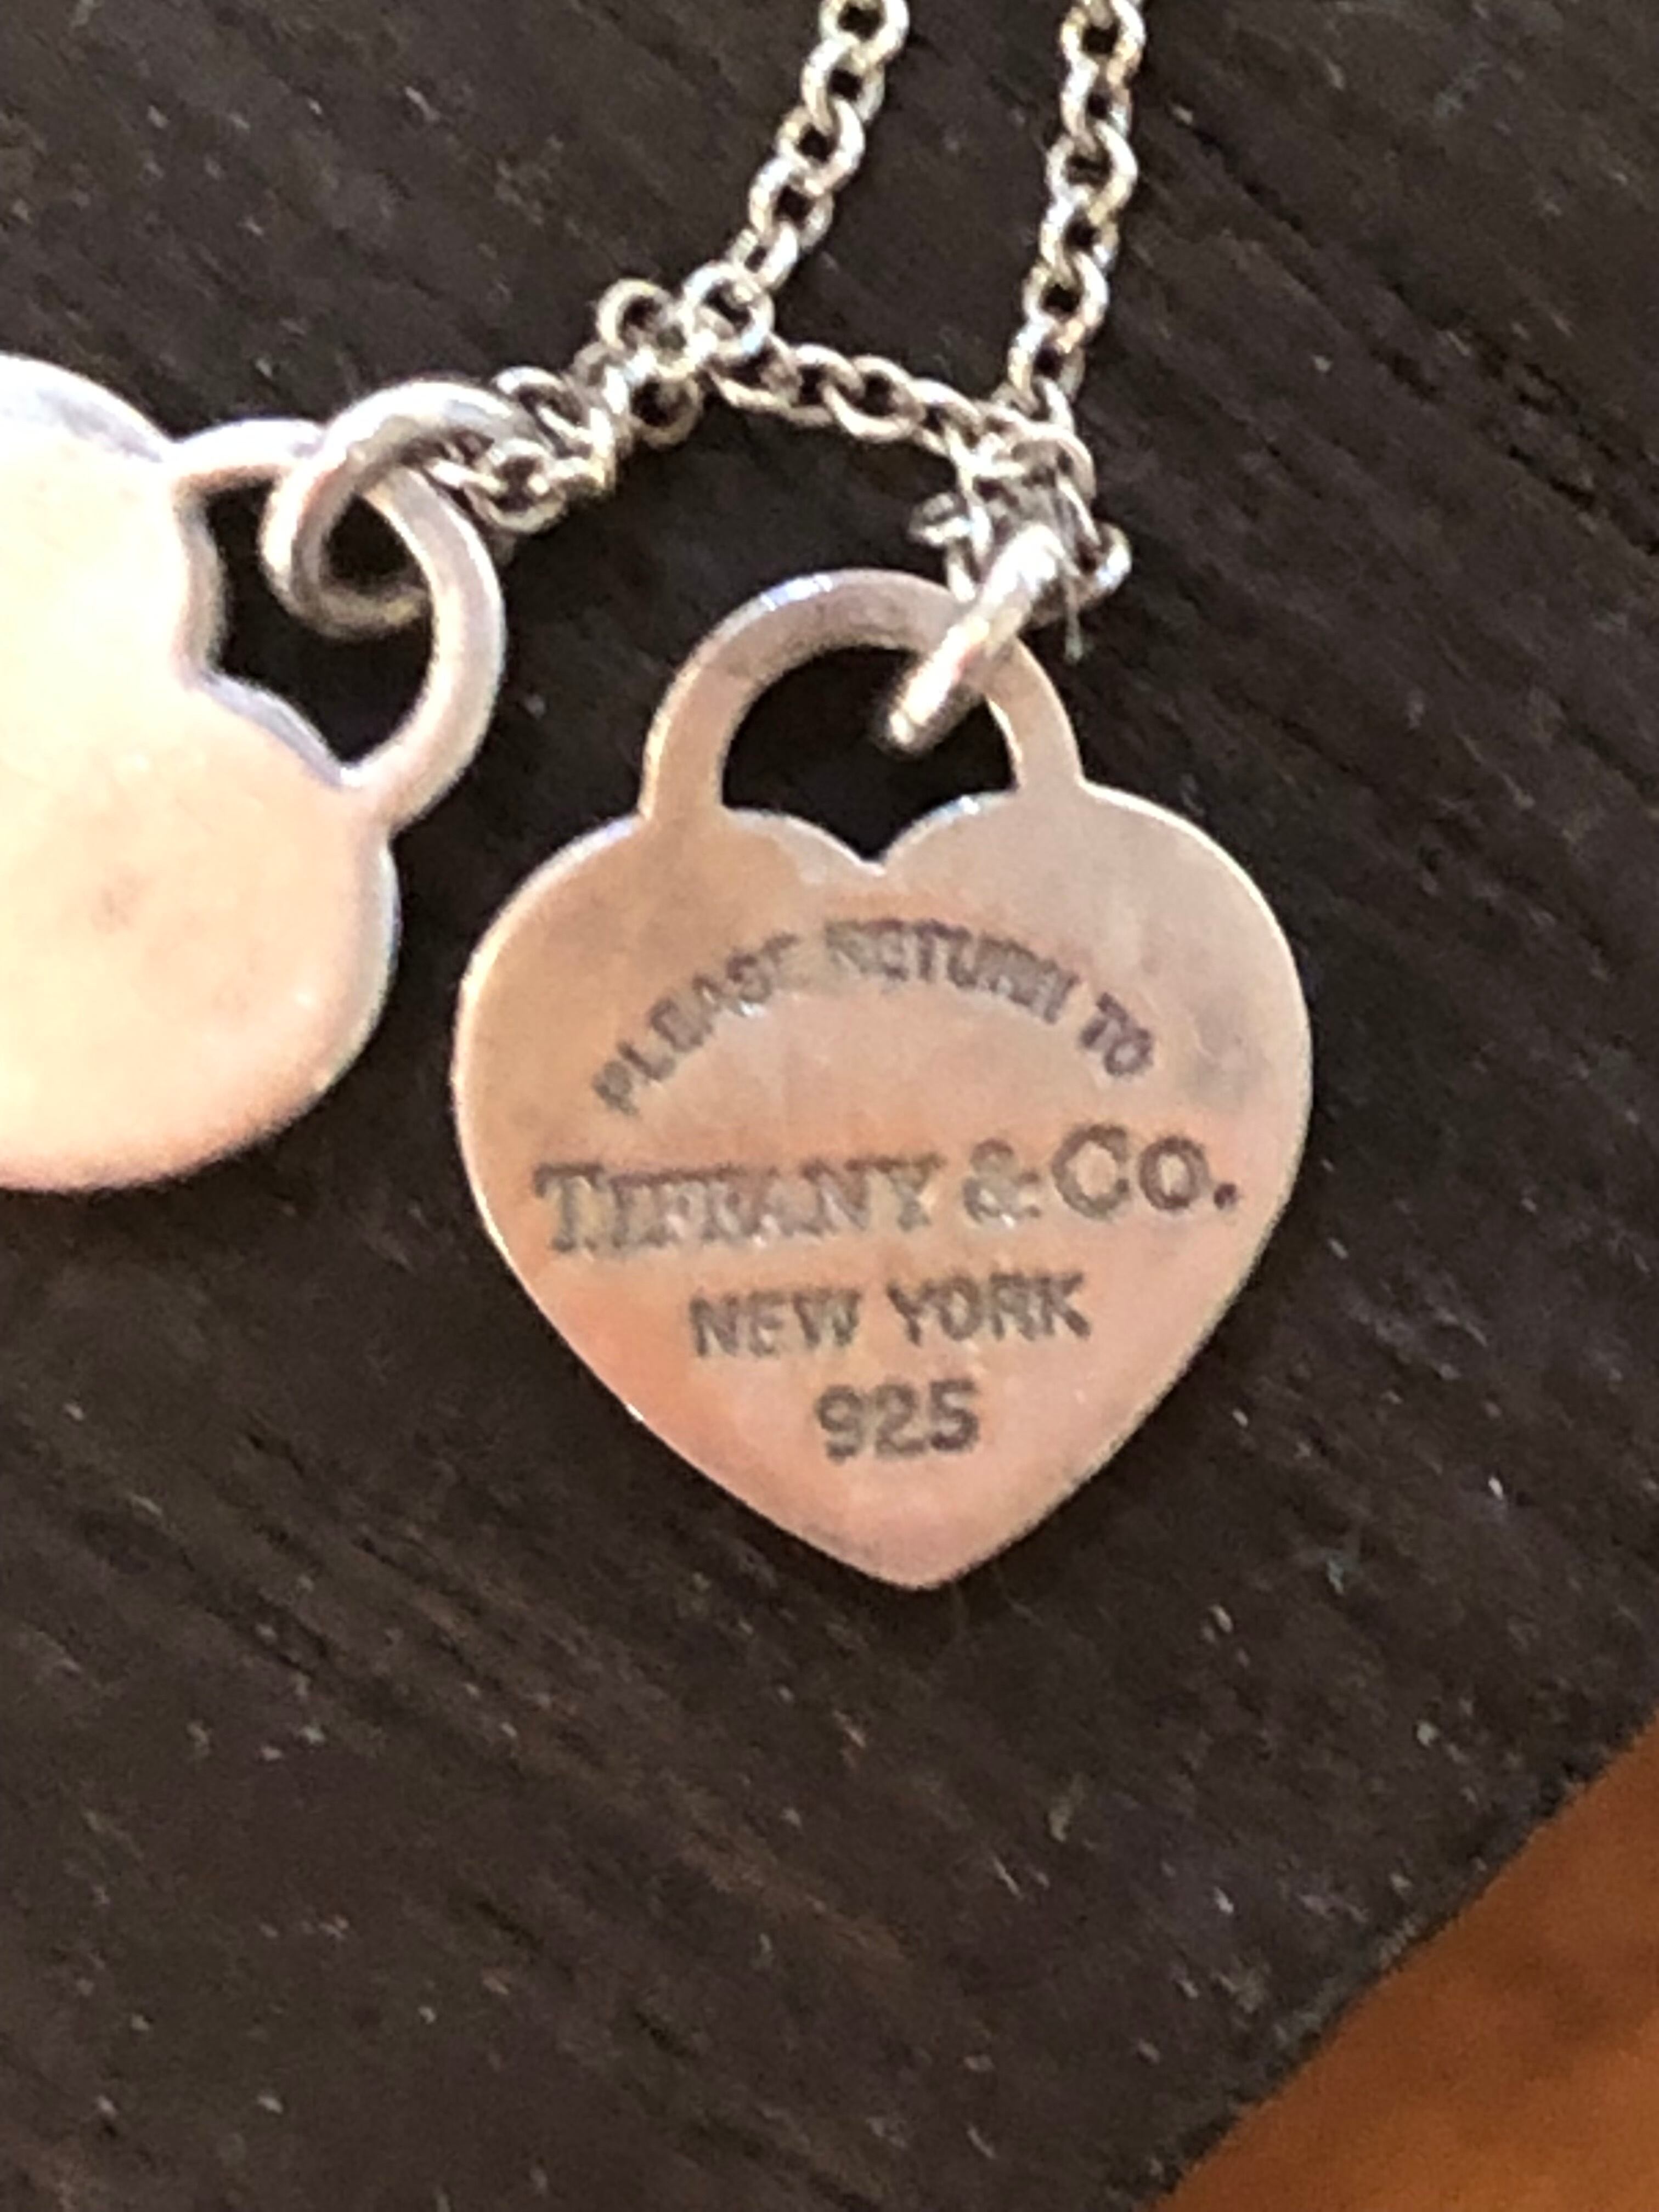 PLEASE RETURN TO
TIFFANY & CO.
NEW YORK
925